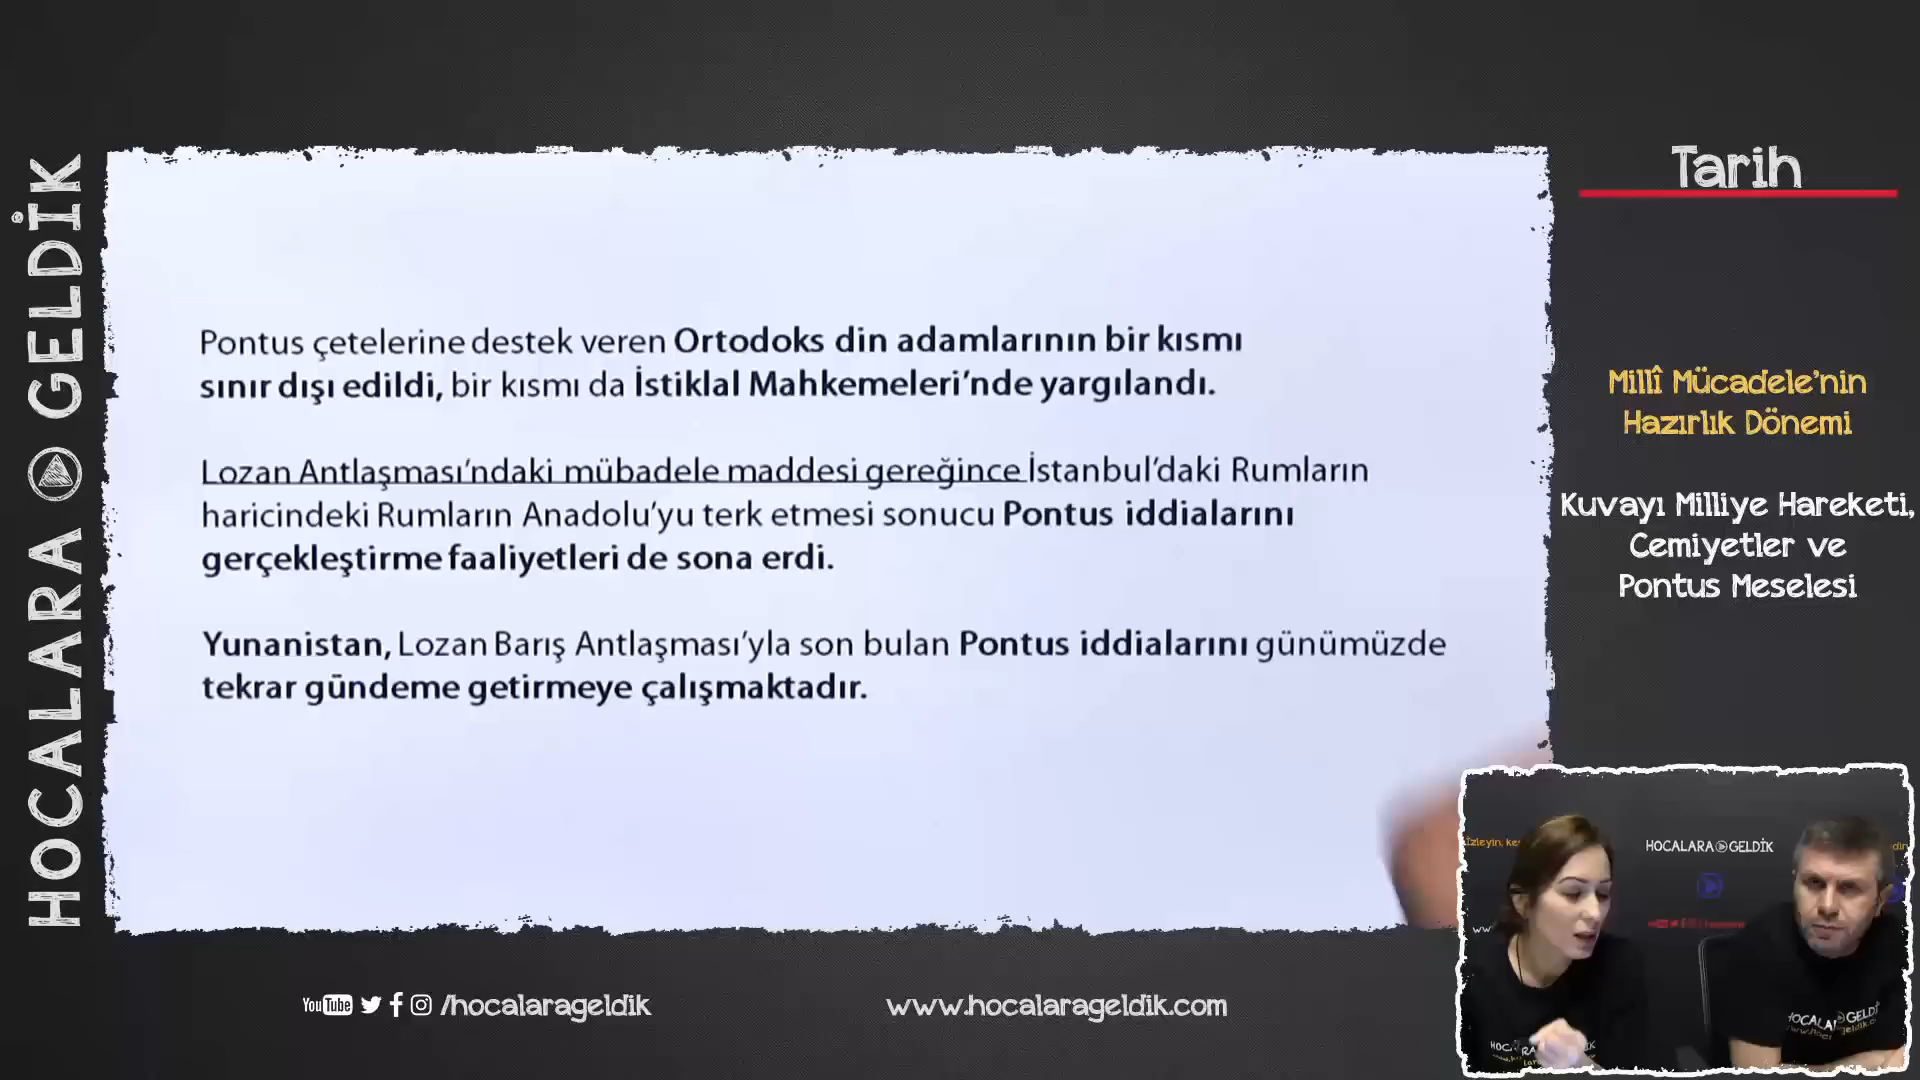 HOCALARA GELDİK
Pontus çetelerine destek veren Ortodoks din adamlarının bir kısmı
sınır dışı edildi, bir kısmı da İstiklal Mahkemeleri'nde yargılandı.
Lozan Antlaşması'ndaki mübadele maddesi gereğince İstanbul'daki Rumların
haricindeki Rumların Anadolu'yu terk etmesi sonucu Pontus iddialarını
gerçekleştirme faaliyetleri de sona erdi.
Yunanistan, Lozan Barış Antlaşması'yla son bulan Pontus iddialarını günümüzde
tekrar gündeme getirmeye çalışmaktadır.
Tarih
Millî Mücadele'nin
Hazırlık Dönemi
Kuvayı Milliye Hareketi,
Cemiyetler ve
Pontus Meselesi
HOCALARA GELDİK
YouTube /hocalarageldik
www.hocalarageldik.com